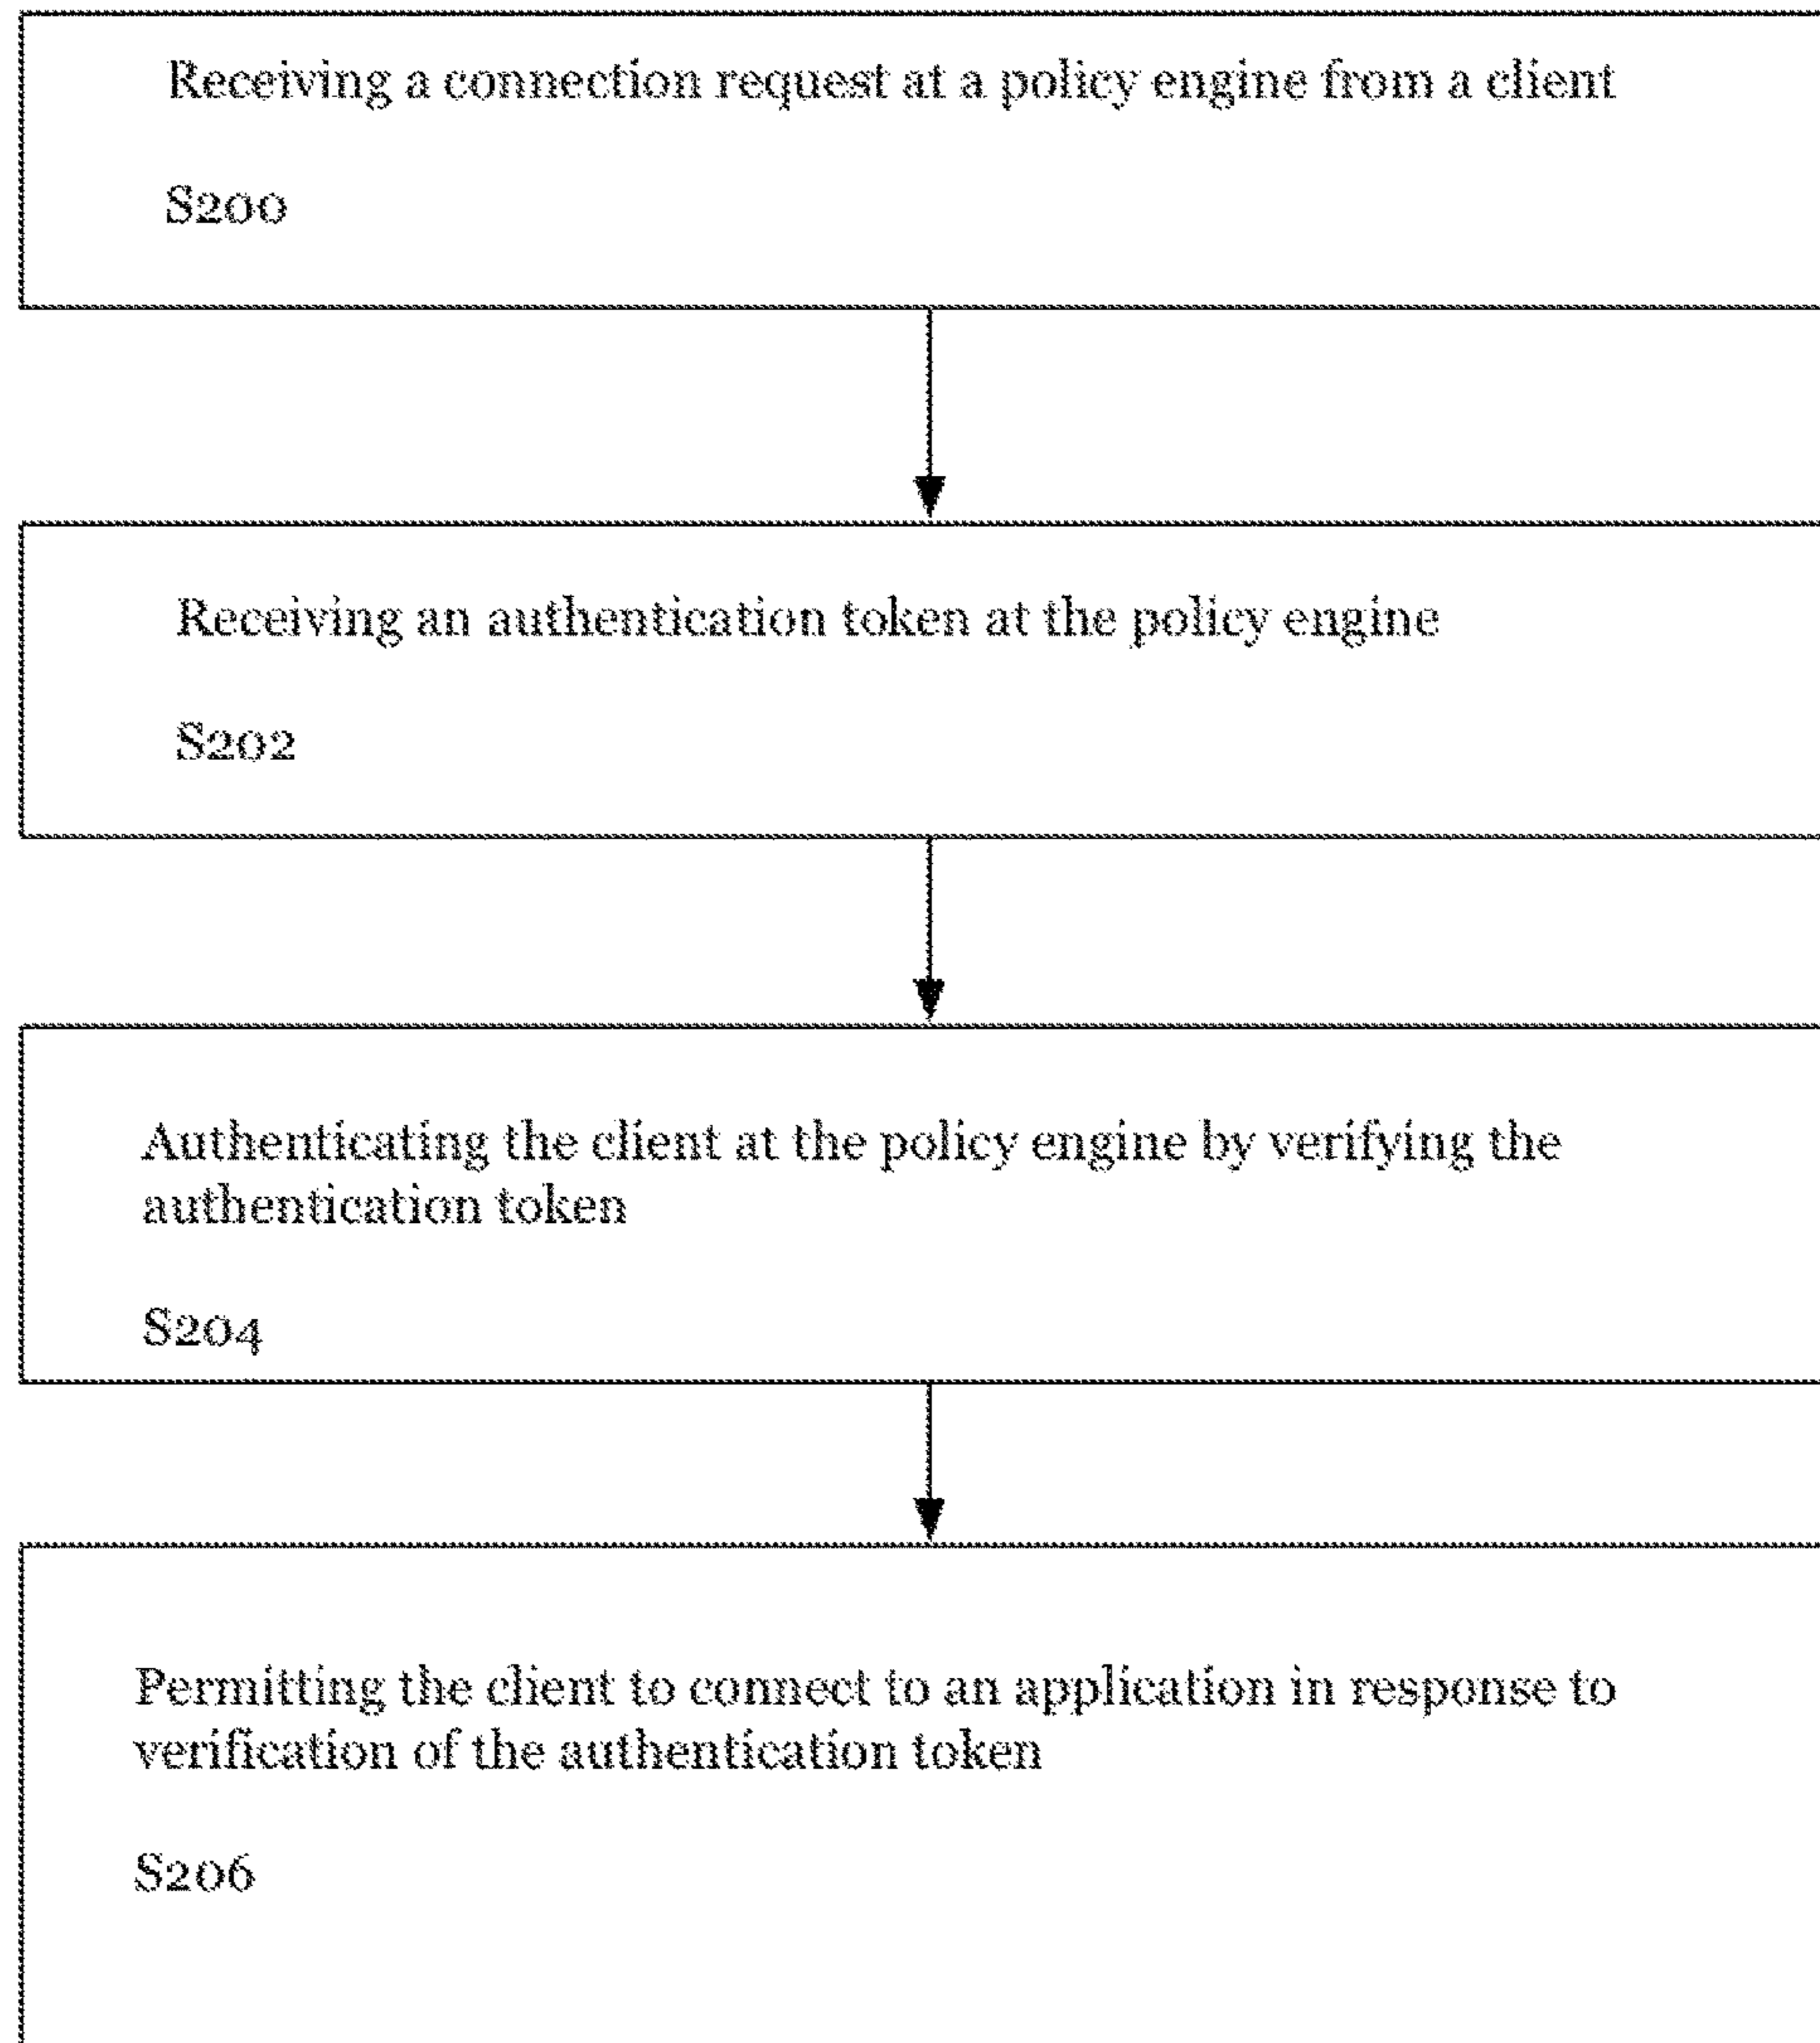 Receiving a connection request at a policy engine from a client
S200
Receiving an authentication token at the policy engine
S202
Authenticating the client at the policy engine by verifying the
authentication token
S204
Permitting the client to connect to an application in response to
verification of the authentication token
S206